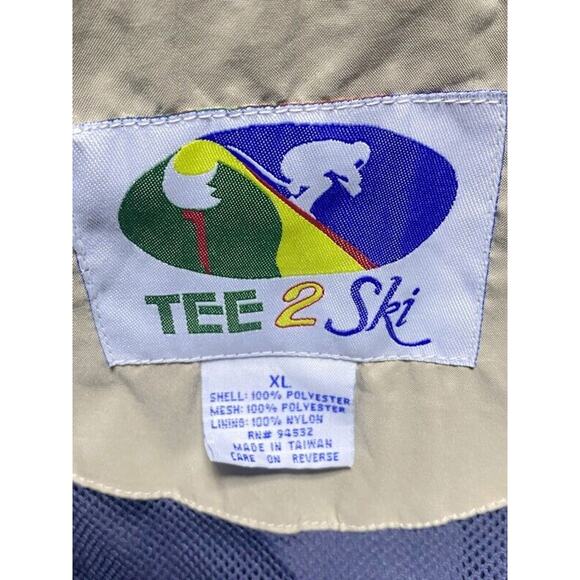 TEE 2 Ski
XL
SHELL: 100% POLYESTER
MESH: 100% POLYESTER
LINING: 100% NYLON
RN# 94532
MADE IN TAIWAN
CARE ON REVERSE